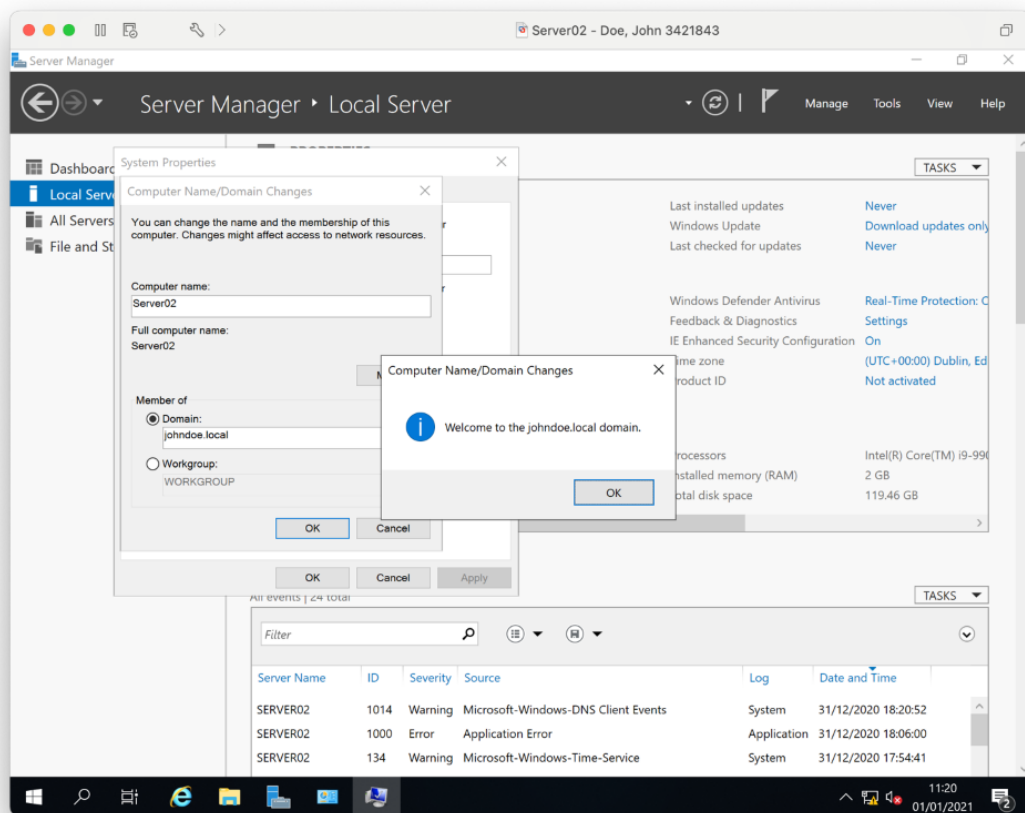 Server02 - Doe, John 3421843
Server Manager
Server Manager ‣ Local Server
Manage Tools View Help
Dashboard
Local Serv
All Servers
File and St
TASKS
System Properties
Computer Name/Domain Changes
You can change the name and the membership of this
computer. Changes might affect access to network resources.
Computer name:
Server02
Full computer name:
Server02
Member of
Domain:
johndoe.local
Workgroup:
WORKGROUP
OK Cancel
OK Cancel Apply
Computer Name/Domain Changes
Welcome to the johndoe.local domain.
OK
Last installed updates Never
Windows Update Download updates only
Last checked for updates Never
Windows Defender Antivirus Real-Time Protection:
Feedback & Diagnostics Settings
IE Enhanced Security Configuration On
ime zone (UTC+00:00) Dublin, Ed
roduct ID Not activated
rocessors Intel(R) Core(TM) i9-990
nstalled memory (RAM) 2 GB
otal disk space 119.46 GB
All events | 24 total
TASKS
Filter
Server Name ID Severity Source Log Date and Time
SERVER02 1014 Warning Microsoft-Windows-DNS Client Events System 31/12/2020 18:20:52
SERVER02 1000 Error Application Error Application 31/12/2020 18:06:00
SERVER02 134 Warning Microsoft-Windows-Time-Service System 31/12/2020 17:54:41
11:20
01/01/2021
2